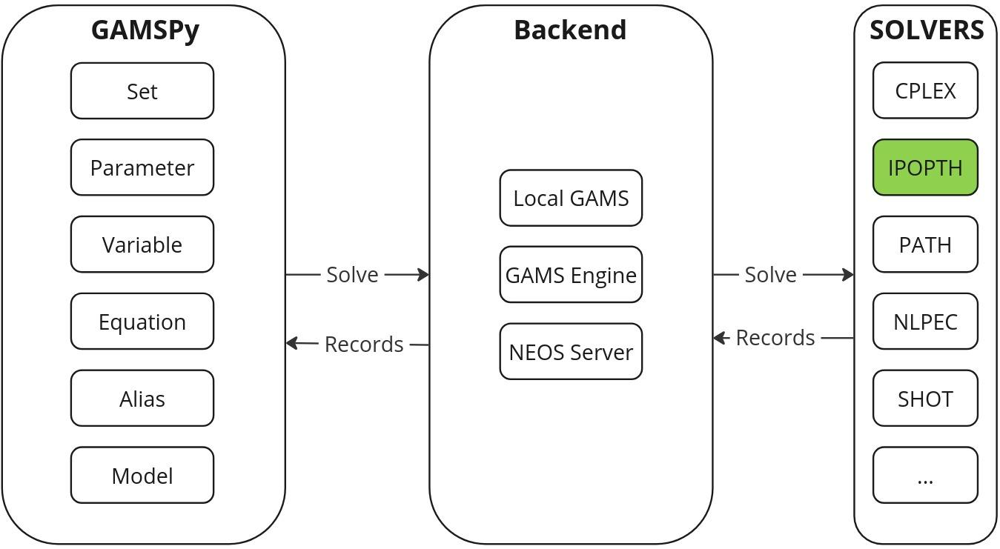 GAMSPy
Set
Parameter
Variable
Equation
Alias
Model
Solve
Records
Backend
Local GAMS
GAMS Engine
NEOS Server
Solve
Records
SOLVERS
CPLEX
IPOPTH
PATH
NLPEC
SHOT
...